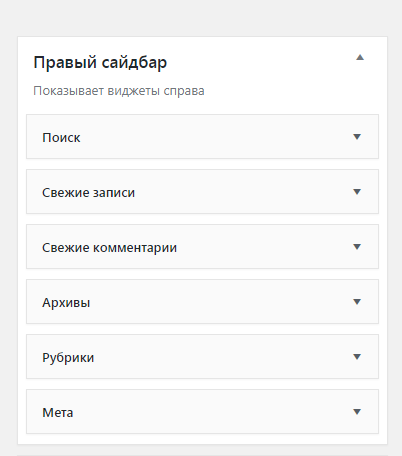 Правый сайдбар
Показывает виджеты справа
Поиск
Свежие записи
Свежие комментарии
Архивы
Рубрики
Мета